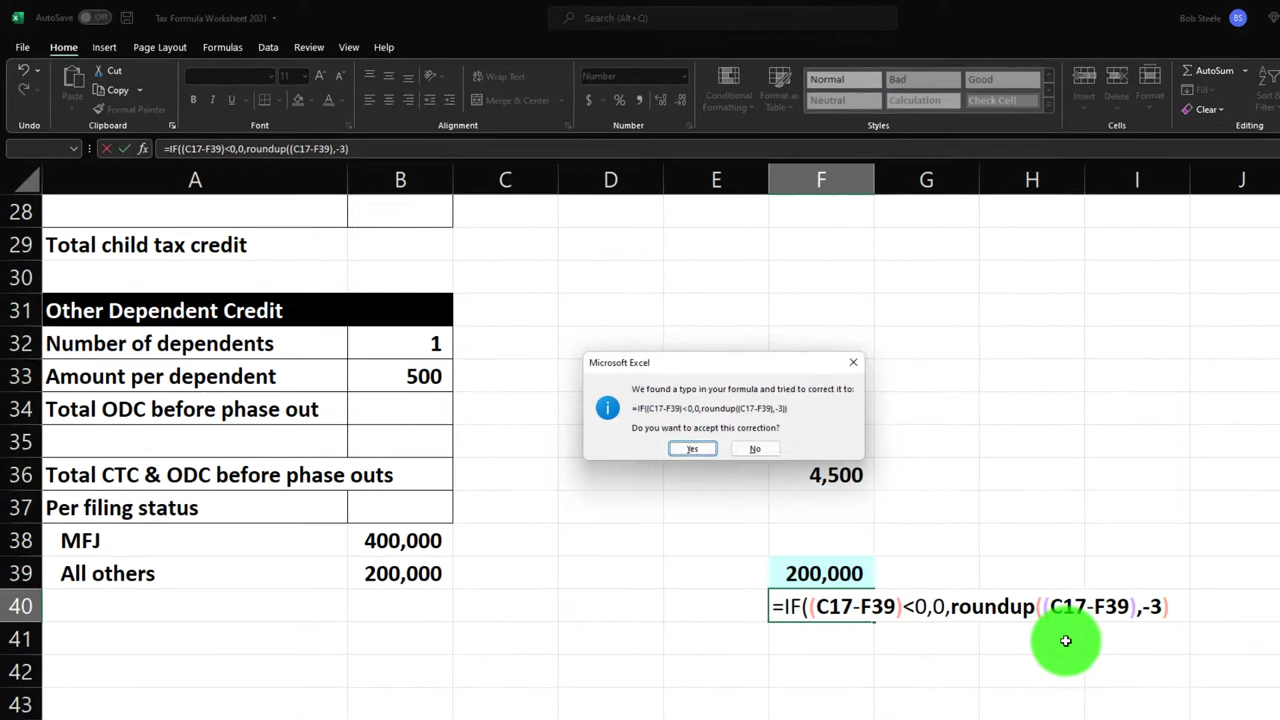 AutoSave Off Tax Formula Worksheet 2021 Search (Alt+Q) Bob Steele BS
File Home Insert Page Layout Formulas Data Review View Help
Undo
Paste Cut Copy Format Painter
Clipboard
11 A A
B I U A
Font
Wrap Text
Merge & Center
Alignment
Number
$ % ,
Number
Conditional Formatting
Format as Table
Normal Bad Good
Neutral Calculation Check Cell
Styles
Insert Delete Format
Cells
AutoSum
Fill
Clear
Sort &
Editing
fx =IF((C17-F39)<0,0,roundup((C17-F39),-3)
A B C D E F G H I J
28
29 Total child tax credit
30
31 Other Dependent Credit
32 Number of dependents 1
33 Amount per dependent 500
34 Total ODC before phase out
35
36 Total CTC & ODC before phase outs 4,500
37 Per filing status
38 MFJ 400,000
39 All others 200,000 200,000
40 =IF((C17-F39)<0,0,roundup((C17-F39),-3)
41
42
43
Microsoft Excel
We found a typo in your formula and tried to correct it to:
=IF((C17-F39)<0,0,roundup((C17-F39),-3))
Do you want to accept this correction?
Yes No